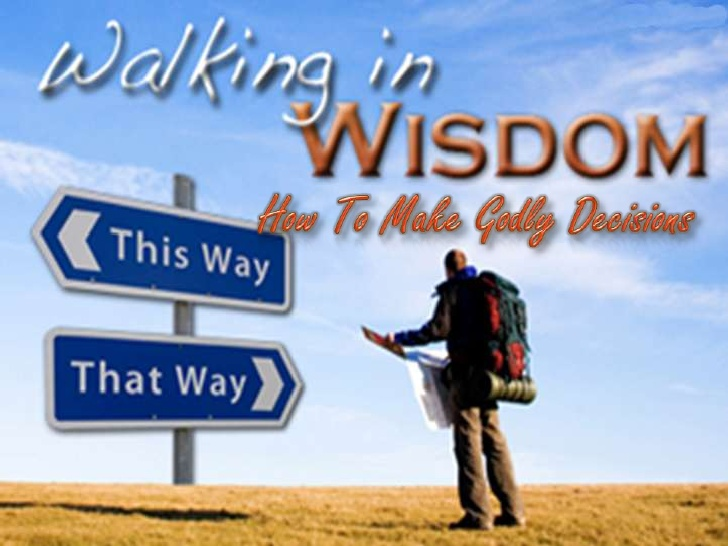 Walking in
WISDOM
How To Make Godly Decisions
This Way
That Way